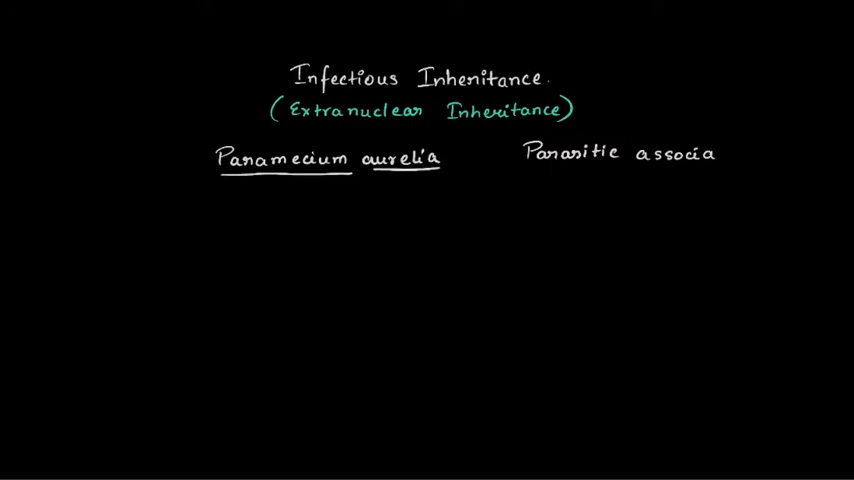 Infectious Inheritance.
(Extranuclear Inheritance)
Paramecium aurelia Parasitic associa